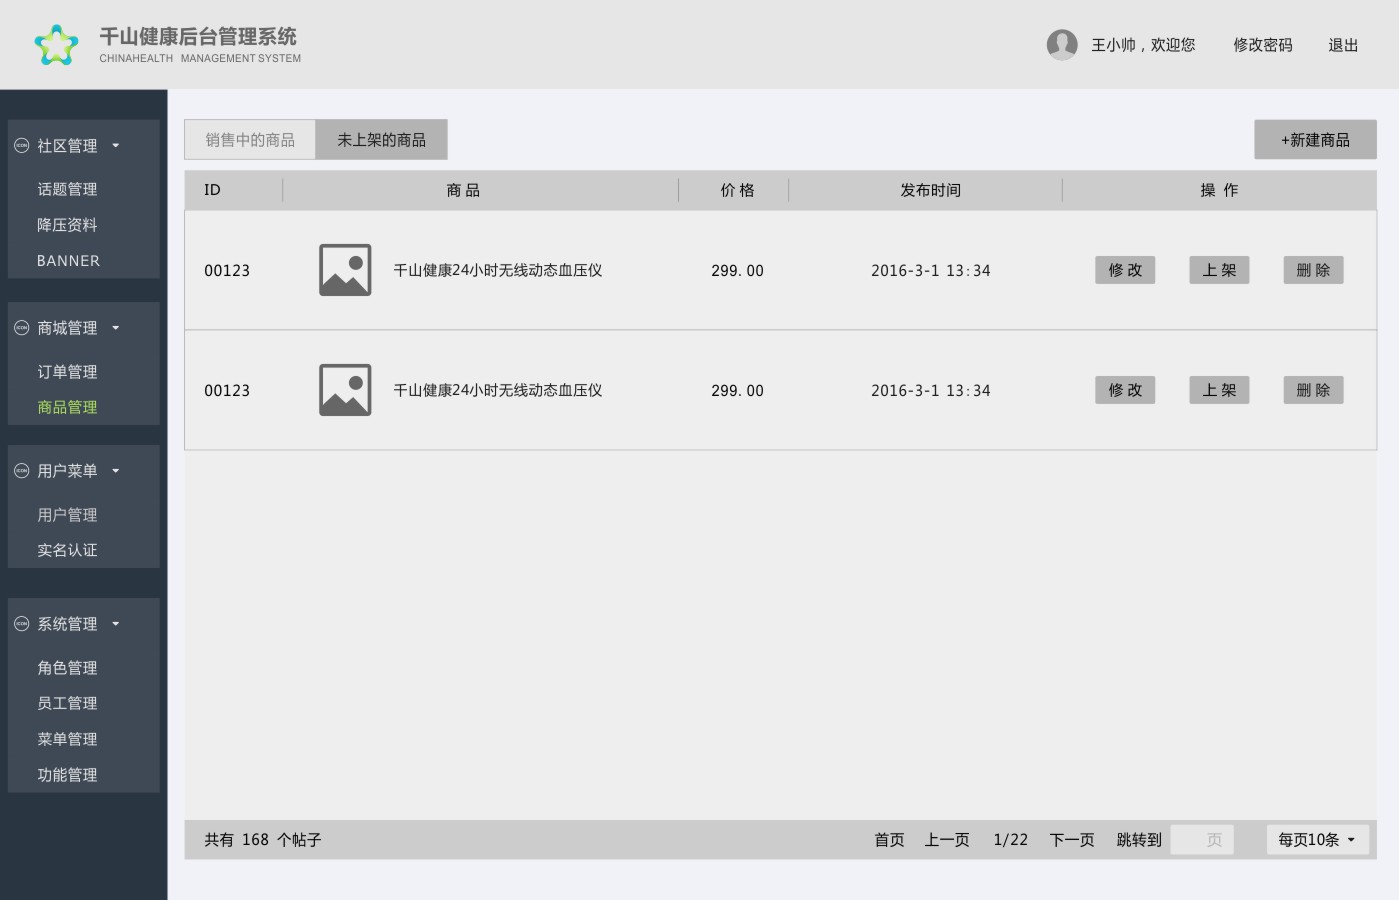 千山健康后台管理系统
CHINAHEALTH MANAGEMENT SYSTEM
王小帅，欢迎您 修改密码 退出
社区管理
话题管理
降压资料
BANNER
商城管理
订单管理
商品管理
用户菜单
用户管理
实名认证
系统管理
角色管理
员工管理
菜单管理
功能管理
销售中的商品 未上架的商品 +新建商品
ID 商 品 价 格 发布时间 操 作
00123 千山健康24小时无线动态血压仪 299.00 2016-3-1 13:34 修 改 上 架 删 除
00123 千山健康24小时无线动态血压仪 299.00 2016-3-1 13:34 修 改 上 架 删 除
共有 168 个帖子 首页 上一页 1/22 下一页 跳转到 页 每页10条